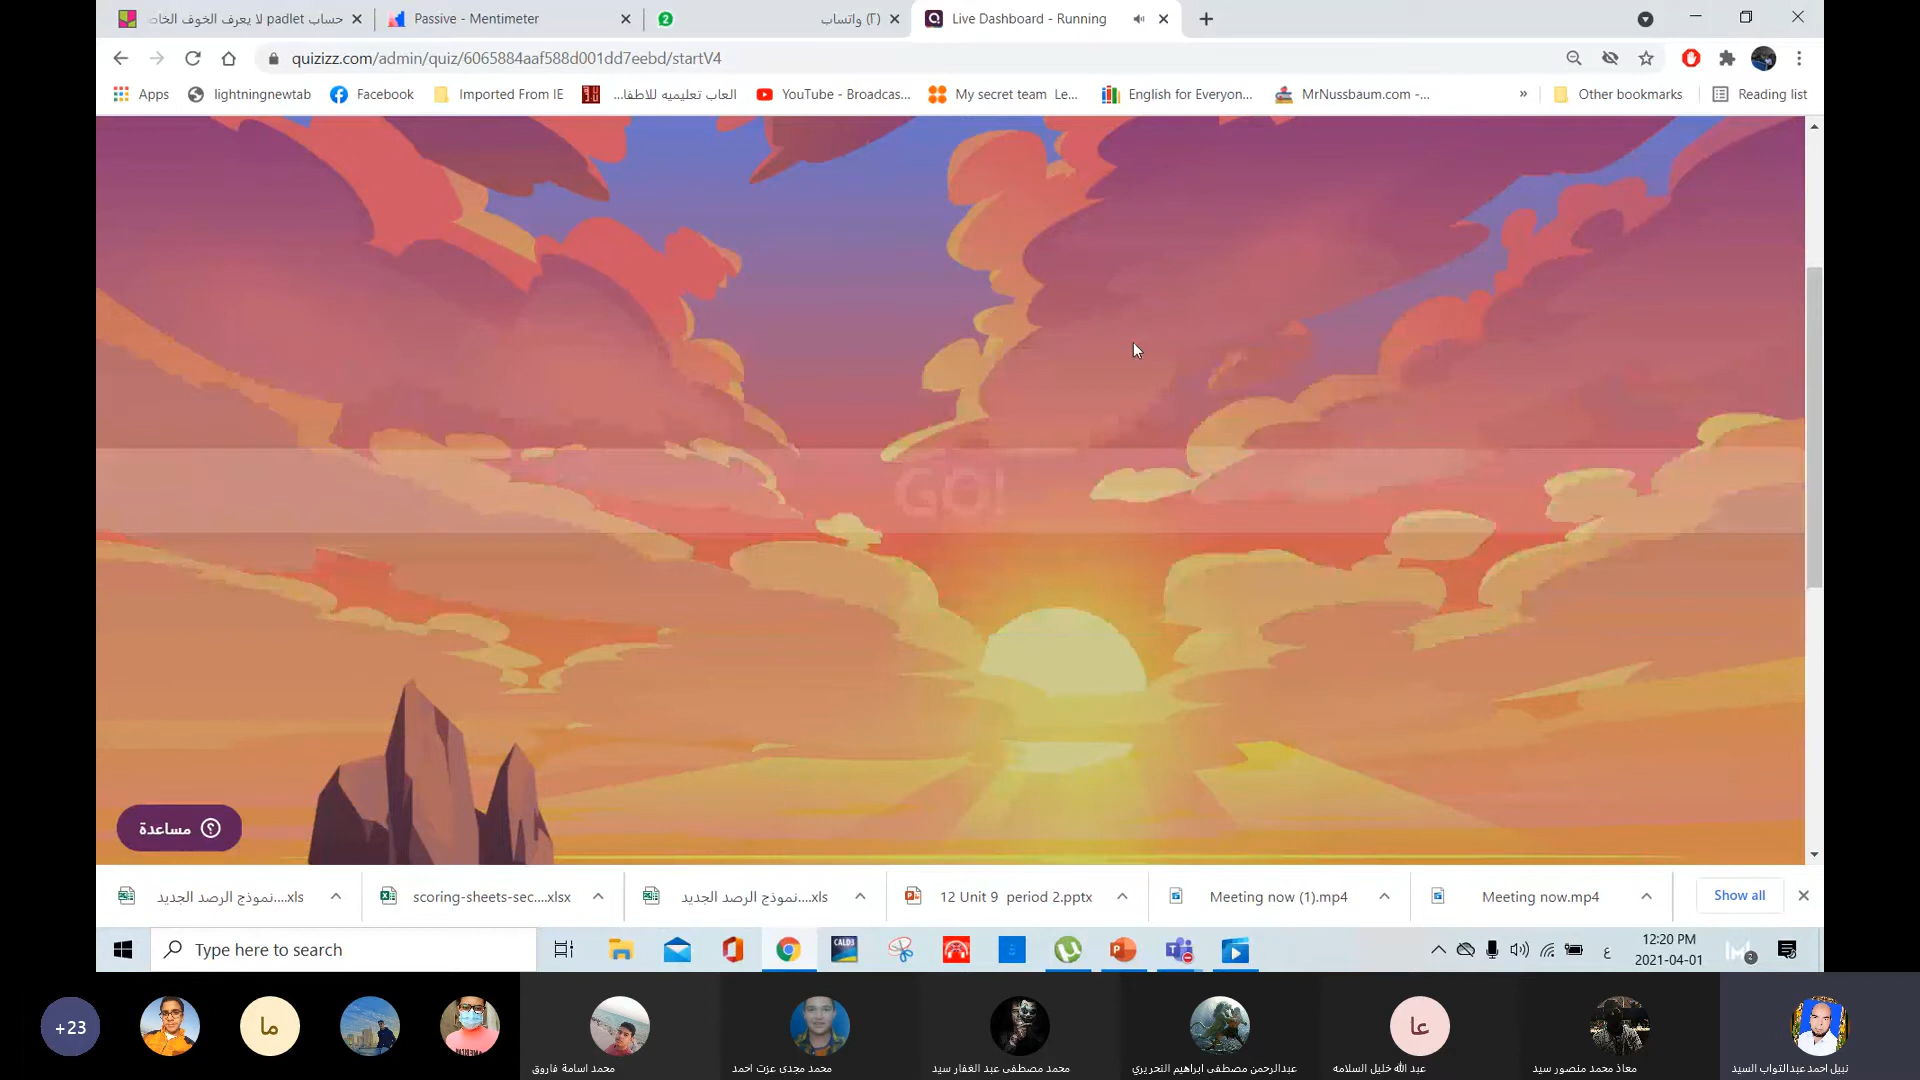 حساب padlet لا يعرف الخوف الخاص
Passive - Mentimeter
2
(٢) واتساب
Live Dashboard - Running
quizizz.com/admin/quiz/6065884aaf588d001dd7eebd/startV4
Apps
lightningnewtab
Facebook
Imported From IE
العاب تعليميه للاطفا...
YouTube - Broadcas...
My secret team Le...
English for Everyon...
MrNussbaum.com -...
»
Other bookmarks
Reading list
GO!
مساعدة
نموذج الرصد الجديد....xls
scoring-sheets-sec....xlsx
نموذج الرصد الجديد....xls
12 Unit 9 period 2.pptx
Meeting now (1).mp4
Meeting now.mp4
Show all
Type here to search
CALD3
ع
12:20 PM
2021-04-01
2
+23
ما
عا
محمد اسامة فاروق
محمد مجدى عزت احمد
محمد مصطفى عبد الغفار سيد
عبدالرحمن مصطفى ابراهيم التحريري
عبد الله خليل السلامه
معاذ محمد منصور سيد
نبيل احمد عبدالتواب السيد